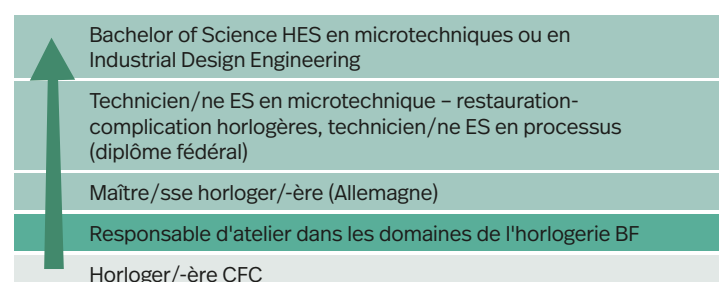 Bachelor of Science HES en microtechniques ou en
Industrial Design Engineering
Technicien/ne ES en microtechnique – restauration-
complication horlogères, technicien/ne ES en processus
(diplôme fédéral)
Maître/sse horloger/-ère (Allemagne)
Responsable d'atelier dans les domaines de l'horlogerie BF
Horloger/-ère CFC